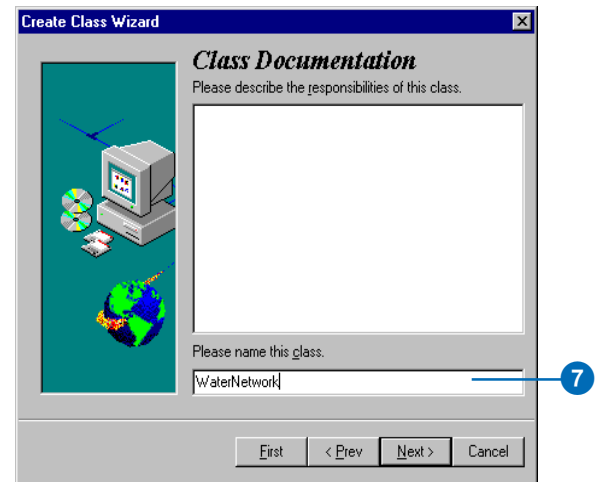 Create Class Wizard
Class Documentation
Please describe the responsibilities of this class.
Please name this class.
WaterNetwork
7
First
< Prev
Next >
Cancel